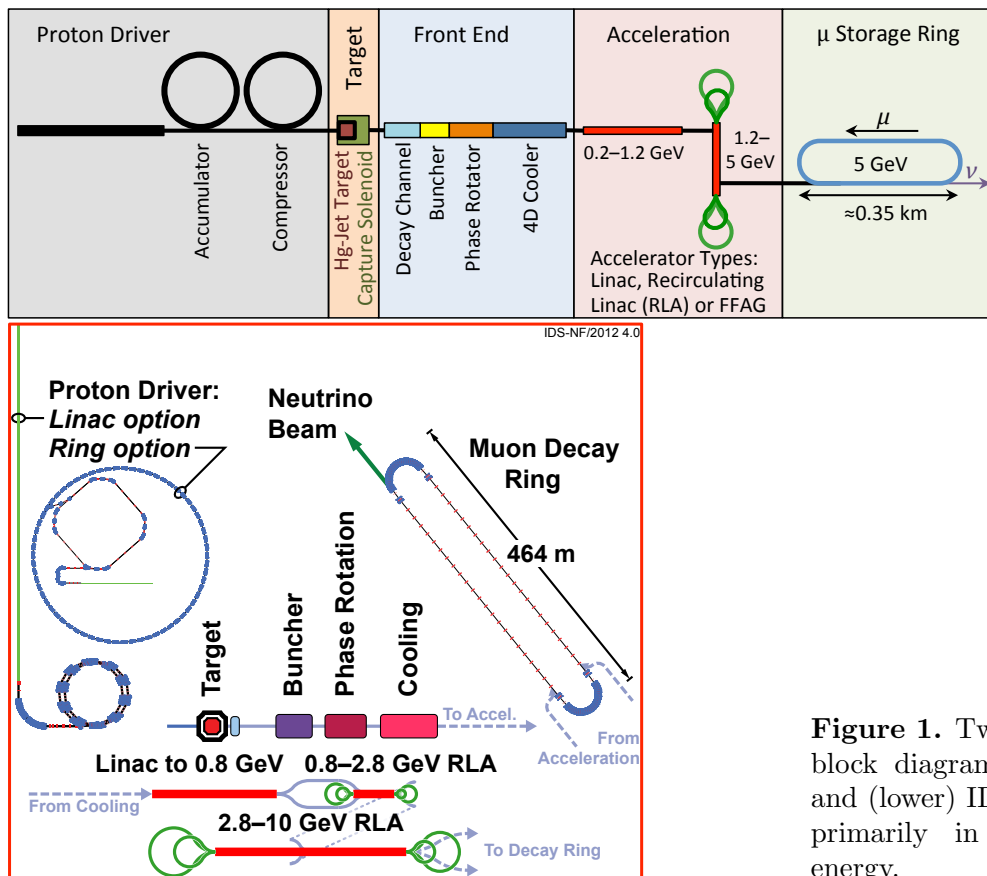 Proton Driver
Target
Front End
Acceleration
μ Storage Ring
Accumulator
Compressor
Hg-Jet Target
Capture Solenoid
Decay Channel
Buncher
Phase Rotator
4D Cooler
0.2–1.2 GeV
1.2–
5 GeV
μ
5 GeV
ν
≈0.35 km
Accelerator Types:
Linac, Recirculating
Linac (RLA) or FFAG
IDS-NF/2012 4.0
Proton Driver:
Linac option
Ring option
Neutrino
Beam
Muon Decay
Ring
464 m
Target
Buncher
Phase Rotation
Cooling
To Accel.
From
Acceleration
Linac to 0.8 GeV
0.8–2.8 GeV RLA
From Cooling
2.8–10 GeV RLA
To Decay Ring
Figure 1. Tw
block diagram
and (lower) ID
primarily in
energy.